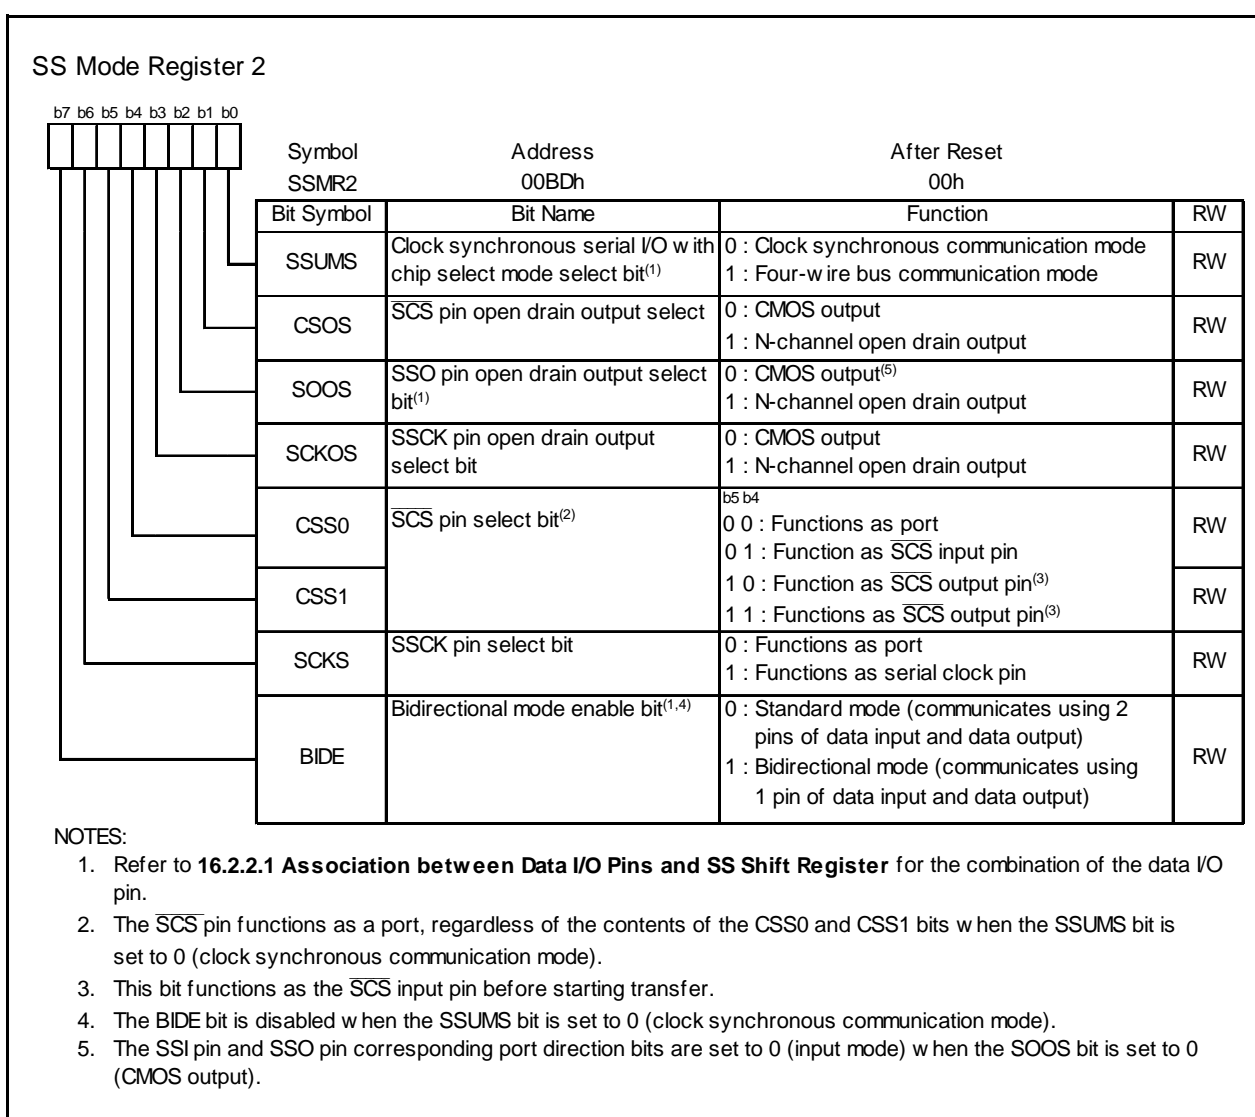 SS Mode Register 2
b7 b6 b5 b4 b3 b2 b1 b0
Symbol Address After Reset
SSMR2 00BDh 00h
Bit Symbol Bit Name Function RW
SSUMS Clock synchronous serial I/O with chip select mode select bit(1) 0 : Clock synchronous communication mode RW
1 : Four-wire bus communication mode
CSOS SCS pin open drain output select 0 : CMOS output RW
1 : N-channel open drain output
SOOS SSO pin open drain output select bit(1) 0 : CMOS output(5) RW
1 : N-channel open drain output
SCKOS SSCK pin open drain output select bit 0 : CMOS output RW
1 : N-channel open drain output
b5 b4
CSS0 SCS pin select bit(2) 0 0 : Functions as port RW
0 1 : Function as SCS input pin
CSS1 1 0 : Function as SCS output pin(3) RW
1 1 : Functions as SCS output pin(3)
SCKS SSCK pin select bit 0 : Functions as port RW
1 : Functions as serial clock pin
BIDE Bidirectional mode enable bit(1,4) 0 : Standard mode (communicates using 2 RW
pins of data input and data output)
1 : Bidirectional mode (communicates using
1 pin of data input and data output)
NOTES:
1. Refer to 16.2.2.1 Association between Data I/O Pins and SS Shift Register for the combination of the data I/O
pin.
2. The SCS pin functions as a port, regardless of the contents of the CSS0 and CSS1 bits when the SSUMS bit is
set to 0 (clock synchronous communication mode).
3. This bit functions as the SCS input pin before starting transfer.
4. The BIDE bit is disabled when the SSUMS bit is set to 0 (clock synchronous communication mode).
5. The SSI pin and SSO pin corresponding port direction bits are set to 0 (input mode) when the SOOS bit is set to 0
(CMOS output).